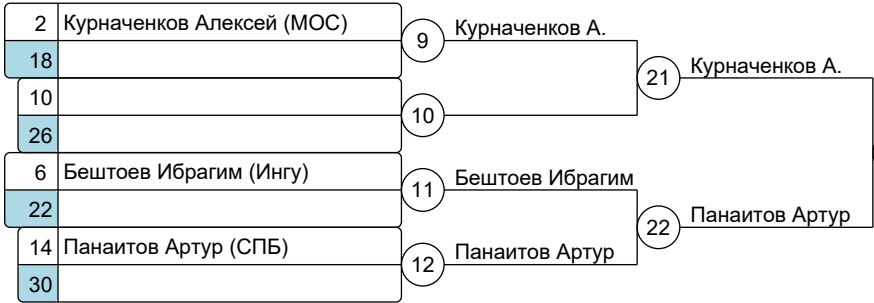 2 Курначенков Алексей (МОС)
9 Курначенков А.
18
21 Курначенков А.
10
10
26
6 Бештоев Ибрагим (Ингу)
11 Бештоев Ибрагим
22
22 Панаитов Артур
14 Панаитов Артур (СПБ)
12 Панаитов Артур
30